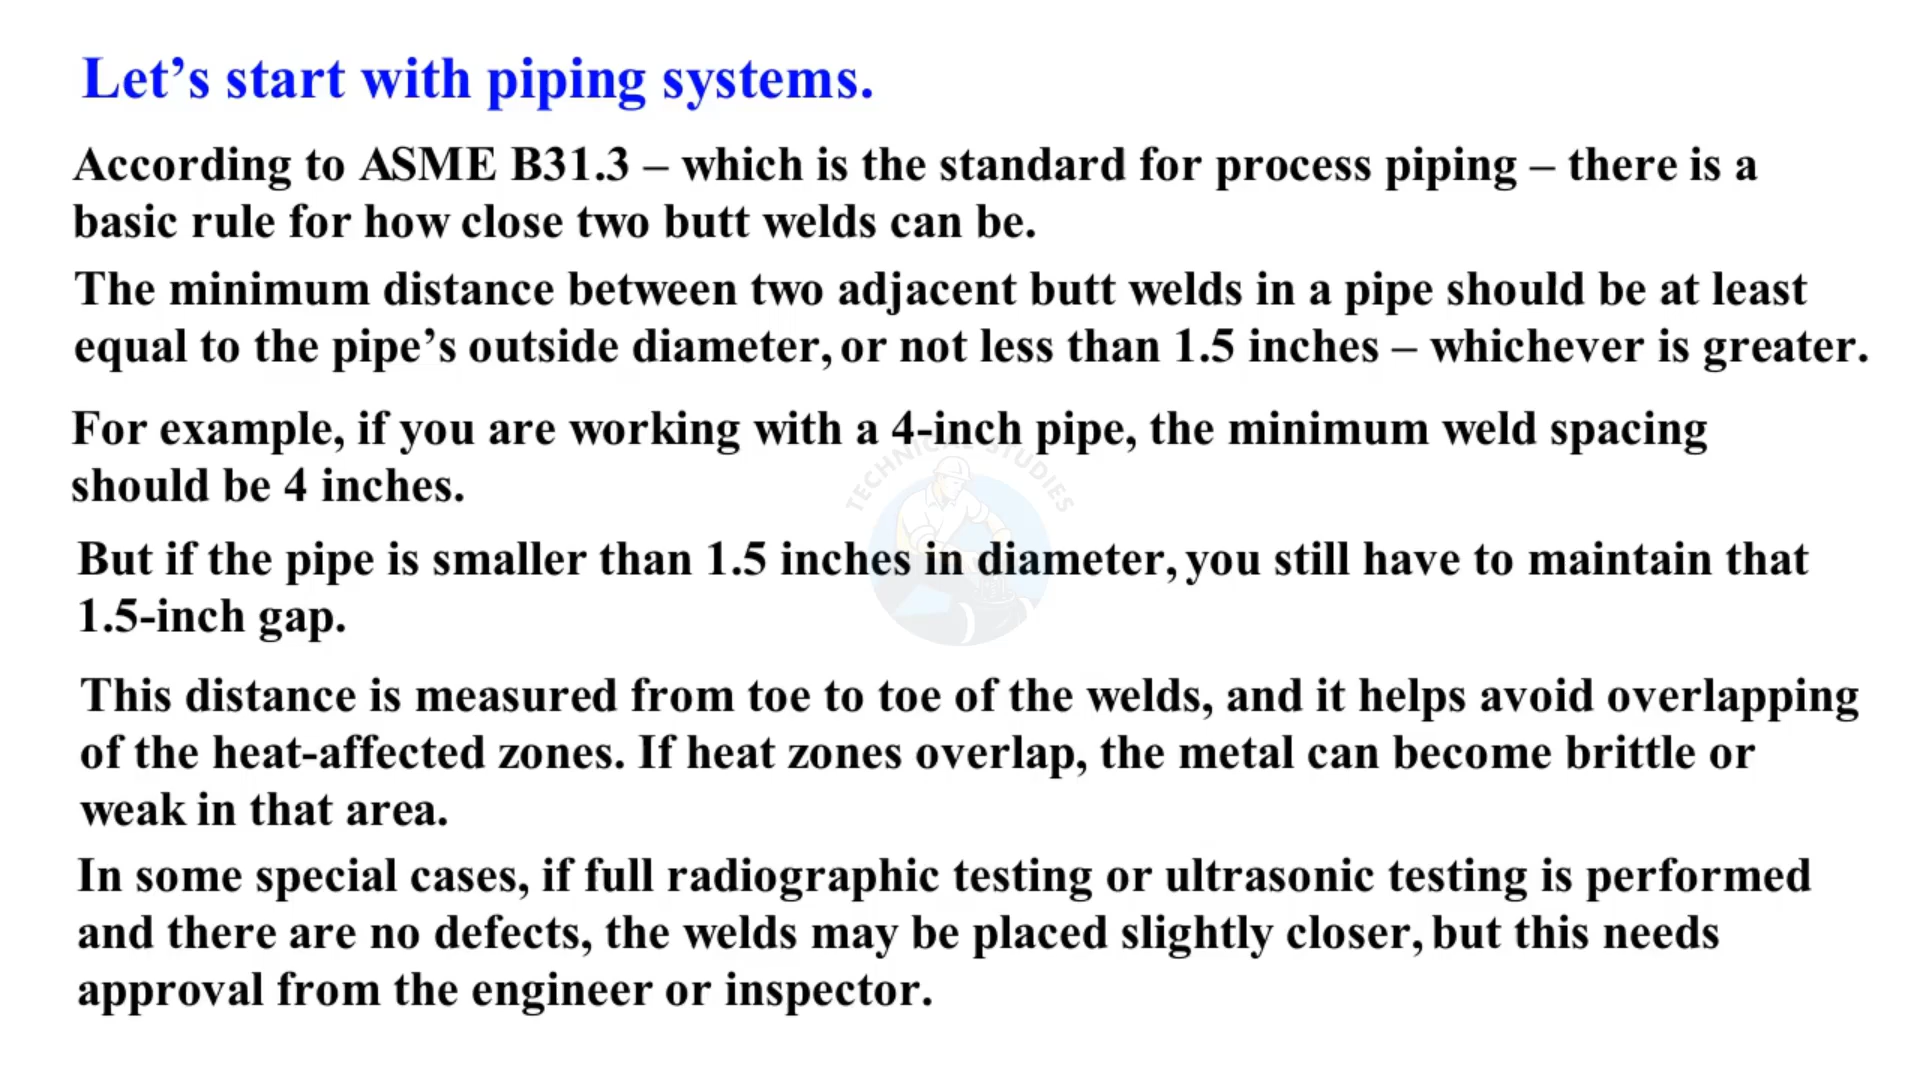 Let’s start with piping systems.
According to ASME B31.3 – which is the standard for process piping – there is a
basic rule for how close two butt welds can be.
The minimum distance between two adjacent butt welds in a pipe should be at least
equal to the pipe’s outside diameter, or not less than 1.5 inches – whichever is greater.
For example, if you are working with a 4-inch pipe, the minimum weld spacing
should be 4 inches.
TECHNICAL STUDIES
But if the pipe is smaller than 1.5 inches in diameter, you still have to maintain that
1.5-inch gap.
This distance is measured from toe to toe of the welds, and it helps avoid overlapping
of the heat-affected zones. If heat zones overlap, the metal can become brittle or
weak in that area.
In some special cases, if full radiographic testing or ultrasonic testing is performed
and there are no defects, the welds may be placed slightly closer, but this needs
approval from the engineer or inspector.